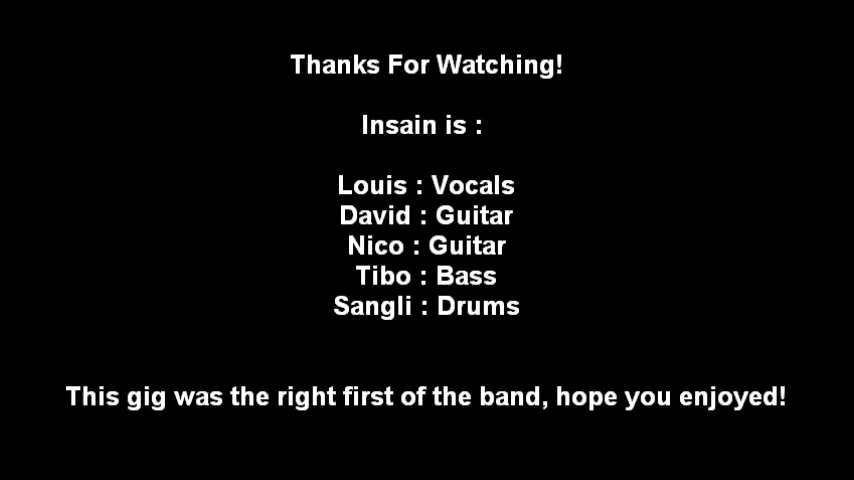 Thanks For Watching!
Insain is :
Louis : Vocals
David : Guitar
Nico : Guitar
Tibo : Bass
Sangli : Drums
This gig was the right first of the band, hope you enjoyed!